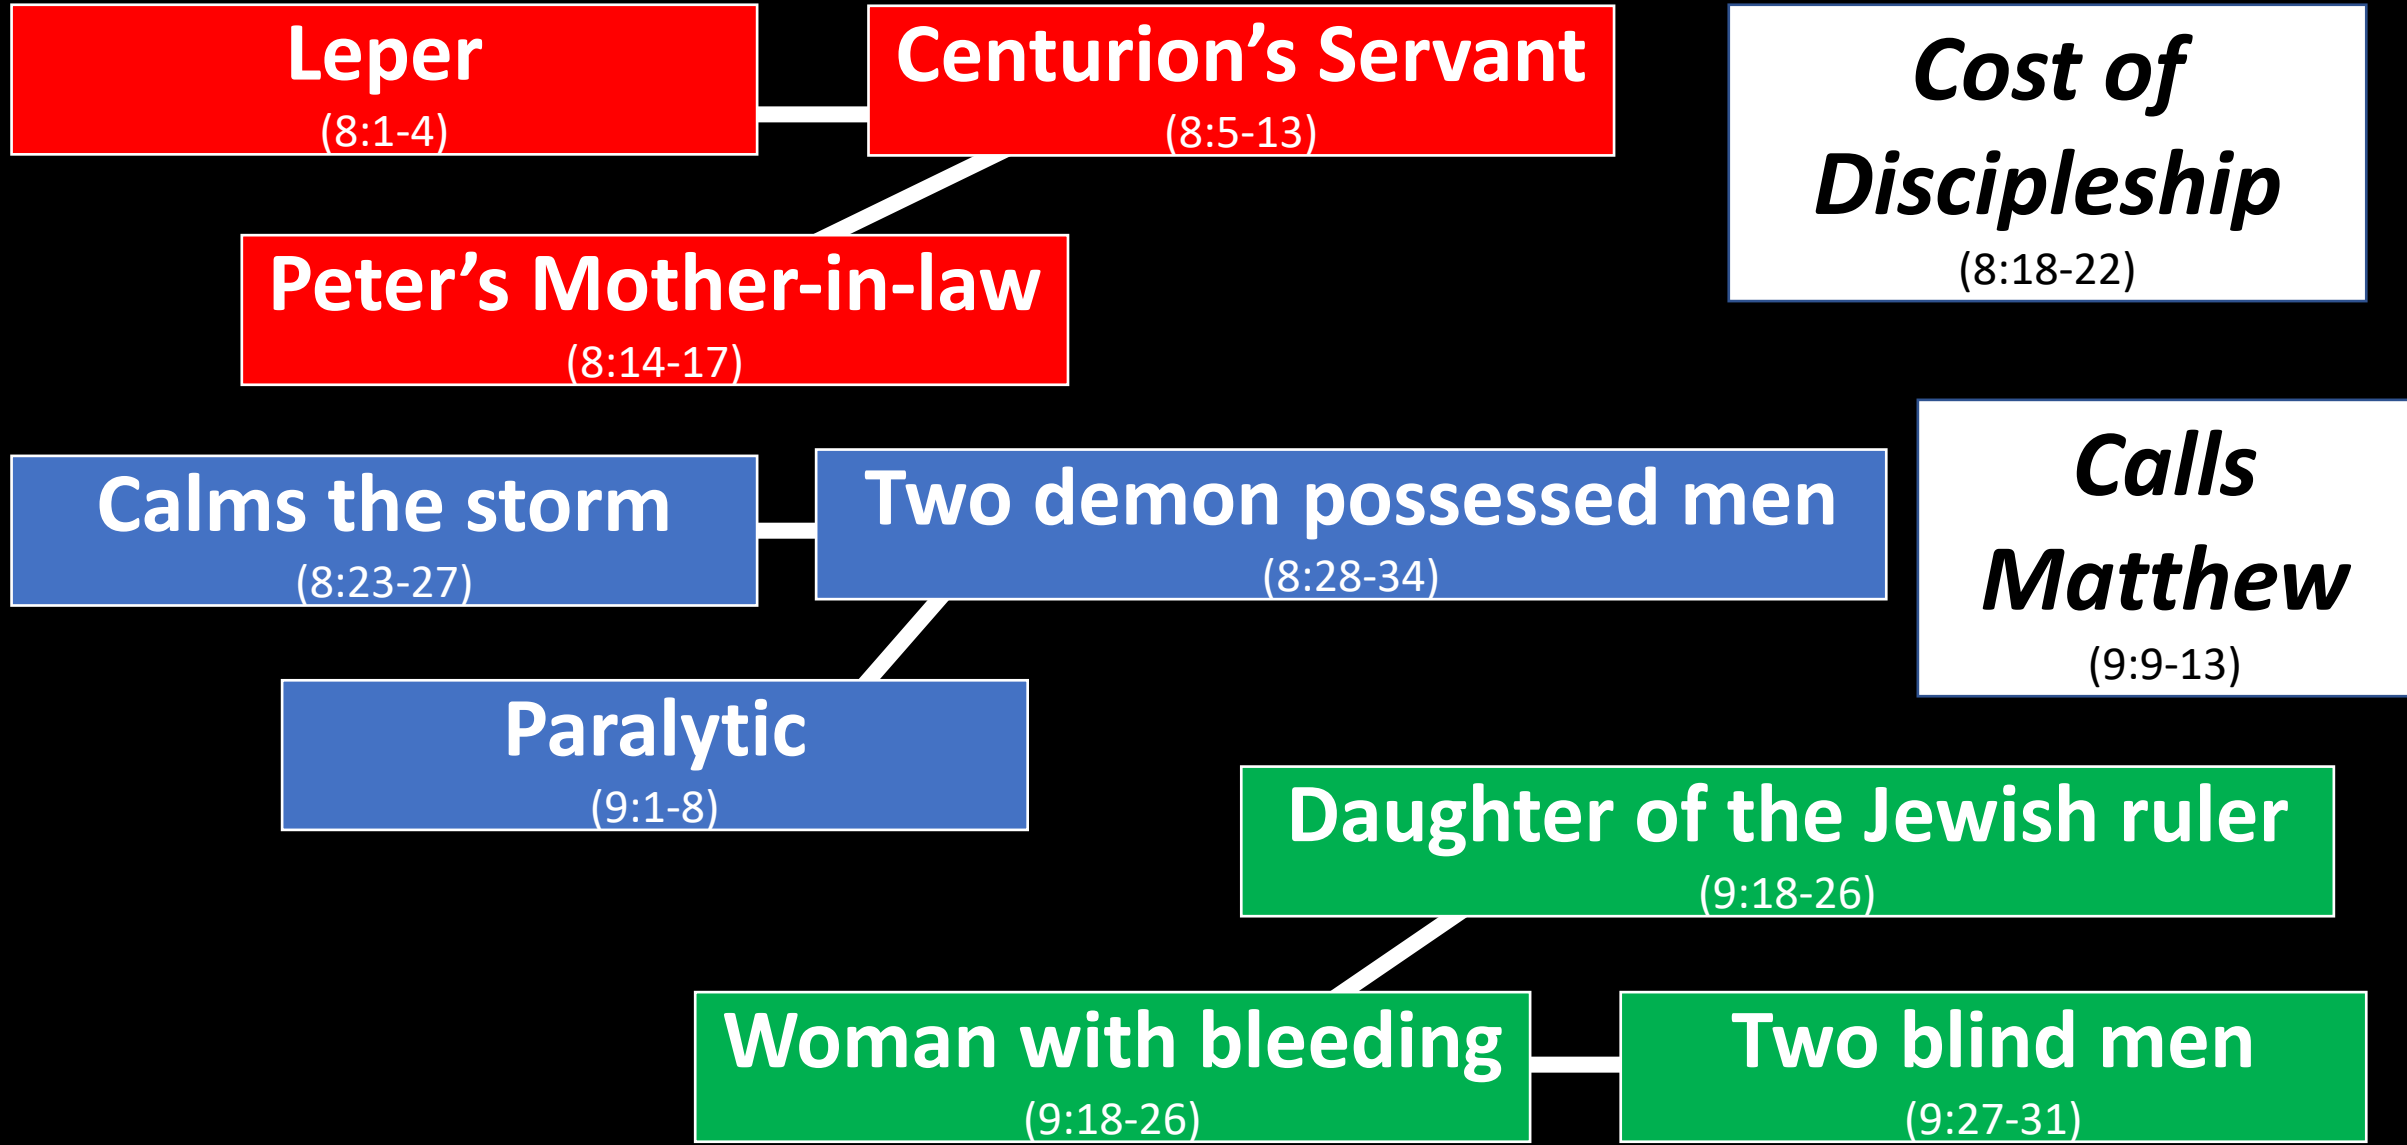 Leper
(8:1-4)
Centurion’s Servant
(8:5-13)
Cost of
Discipleship
(8:18-22)
Peter’s Mother-in-law
(8:14-17)
Calms the storm
(8:23-27)
Two demon possessed men
(8:28-34)
Calls
Matthew
(9:9-13)
Paralytic
(9:1-8)
Daughter of the Jewish ruler
(9:18-26)
Woman with bleeding
(9:18-26)
Two blind men
(9:27-31)